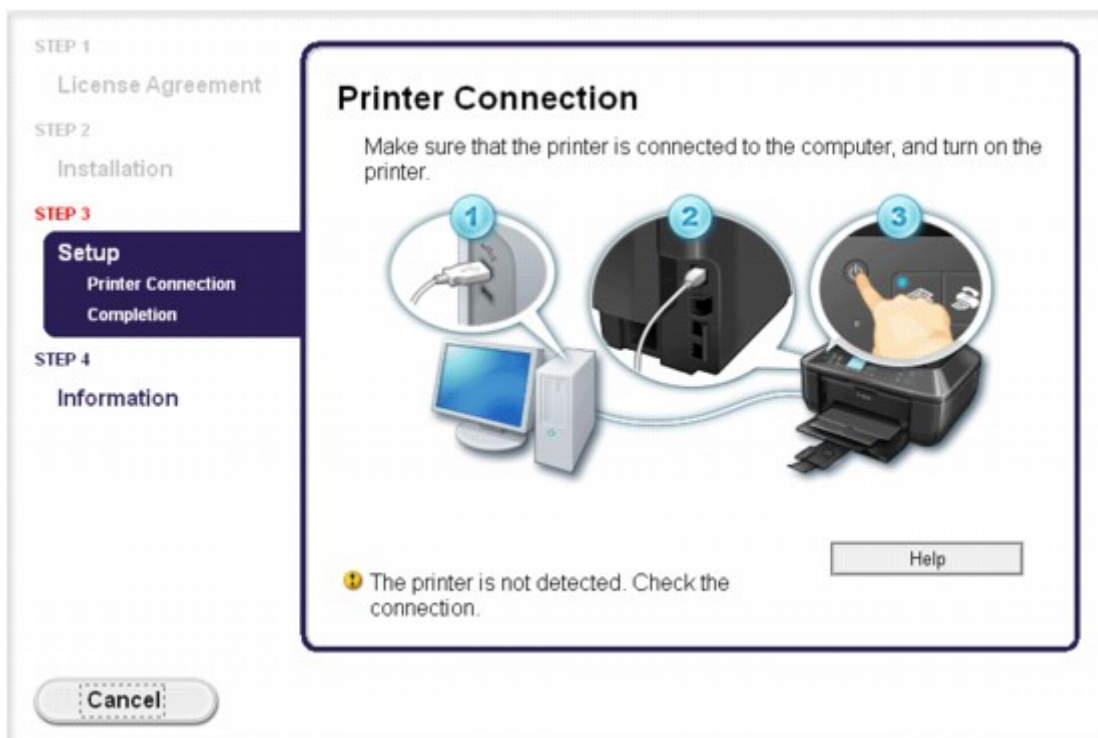 STEP 1
License Agreement
STEP 2
Installation
STEP 3
Setup
Printer Connection
Completion
STEP 4
Information
Printer Connection
Make sure that the printer is connected to the computer, and turn on the
printer.
1
2
3
The printer is not detected. Check the
connection.
Help
Cancel